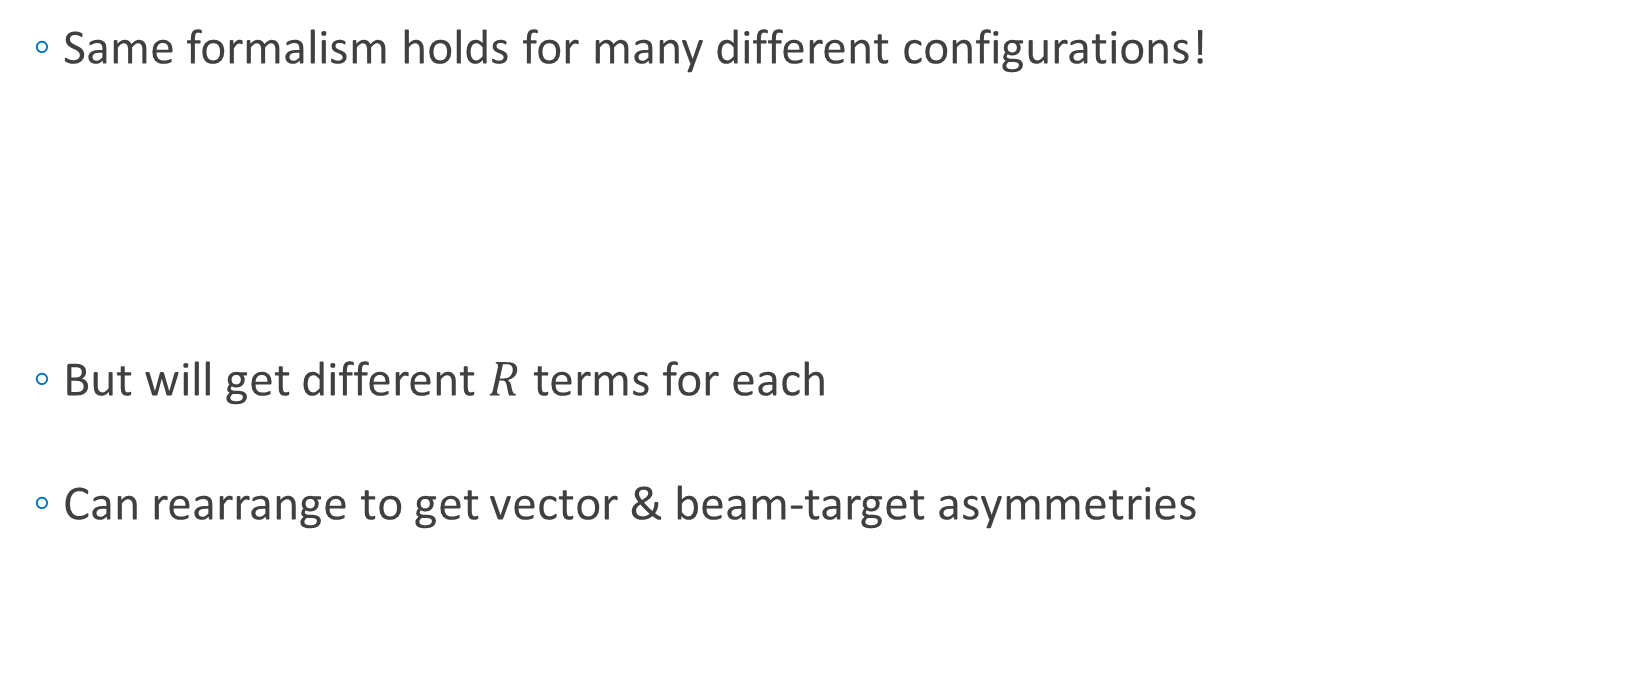 ◦ Same formalism holds for many different configurations!
◦ But will get different R terms for each
◦ Can rearrange to get vector & beam-target asymmetries